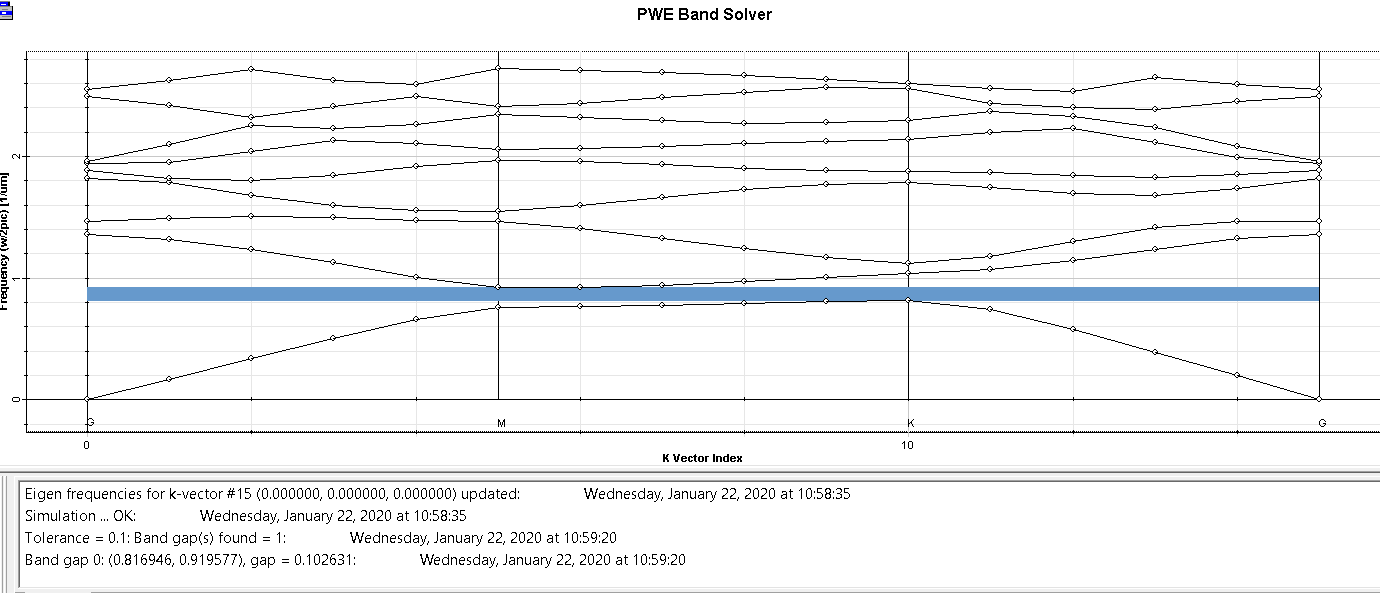 PWE Band Solver
Frequency (w/2pic) [1/um]
2
1
0
G
M
K
G
0
10
K Vector Index
Eigen frequencies for k-vector #15 (0.000000, 0.000000, 0.000000) updated: Wednesday, January 22, 2020 at 10:58:35
Simulation ... OK: Wednesday, January 22, 2020 at 10:58:35
Tolerance = 0.1: Band gap(s) found = 1: Wednesday, January 22, 2020 at 10:59:20
Band gap 0: (0.816946, 0.919577), gap = 0.102631: Wednesday, January 22, 2020 at 10:59:20